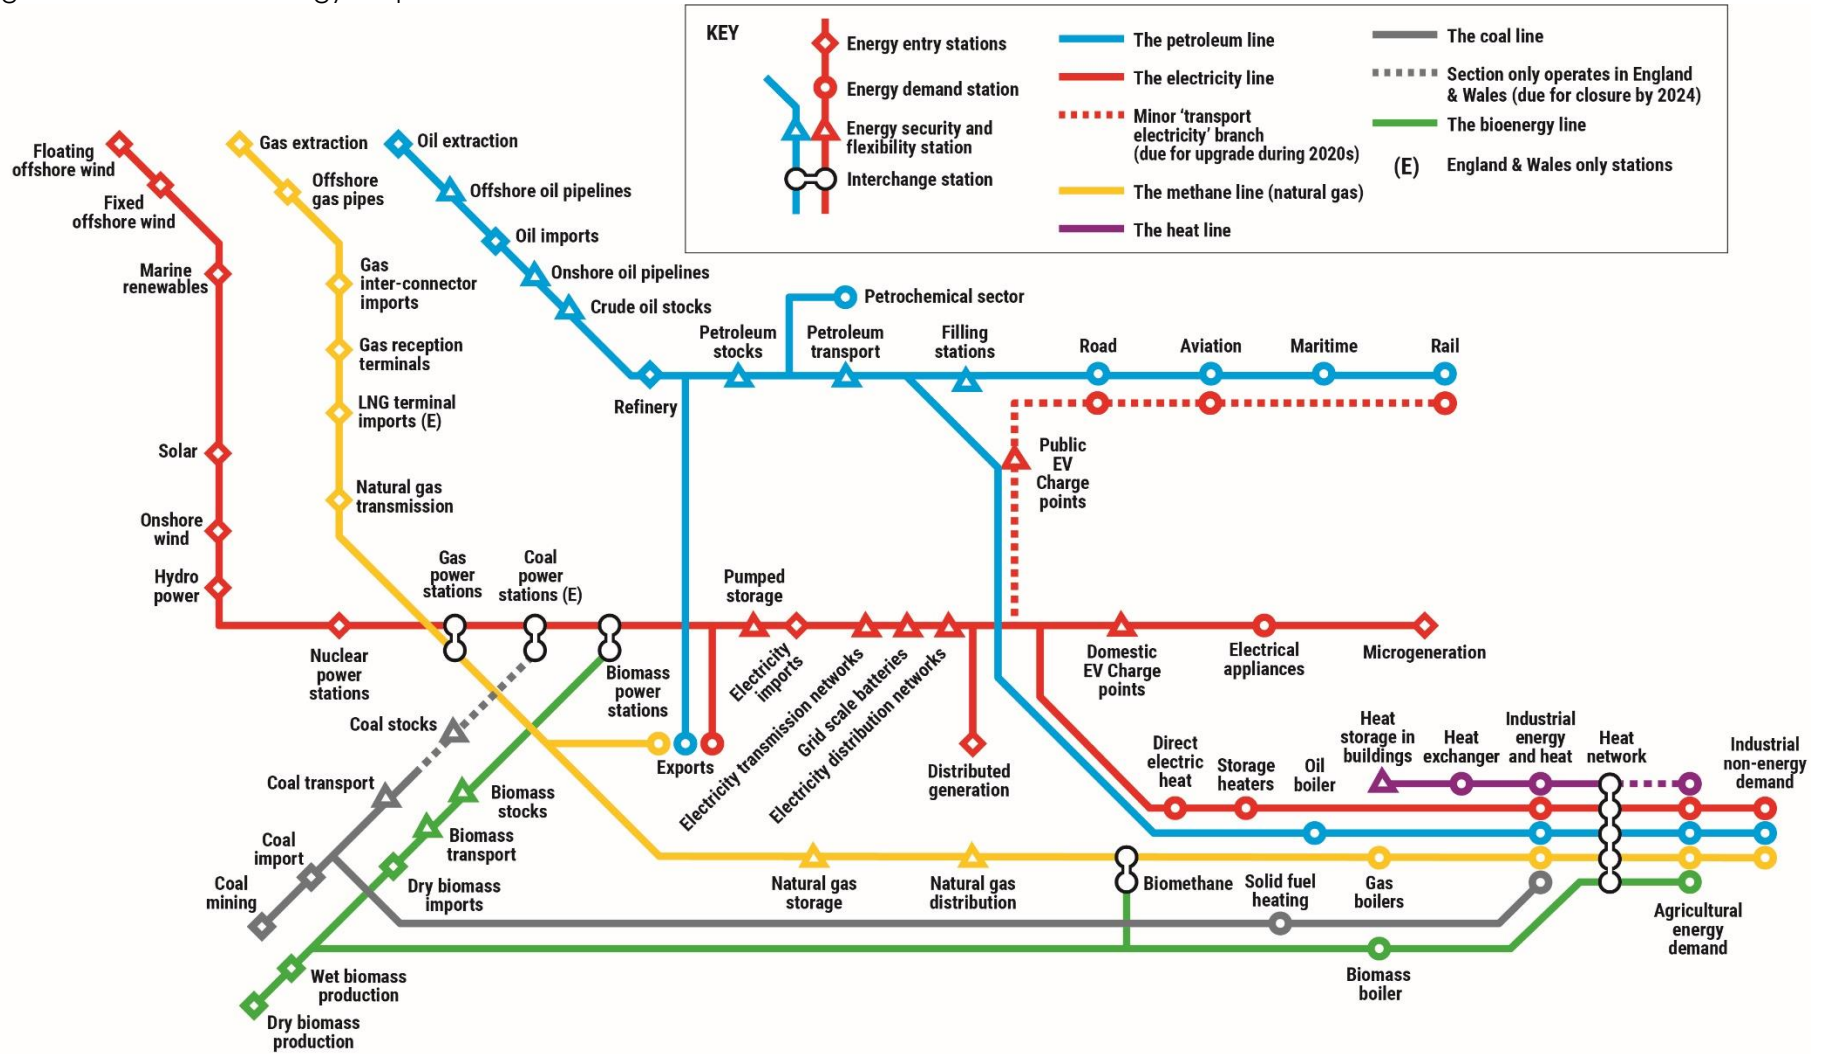 KEY
Energy entry stations
Energy demand station
Energy security and
flexibility station
Interchange station
The petroleum line
The electricity line
Minor ‘transport
electricity’ branch
(due for upgrade during 2020s)
The methane line (natural gas)
The heat line
The coal line
Section only operates in England
& Wales (due for closure by 2024)
The bioenergy line
(E)
England & Wales only stations
Floating
offshore wind
Fixed
offshore wind
Marine
renewables
Solar
Onshore
wind
Hydro
power
Gas extraction
Offshore
gas pipes
Gas
inter-connector
imports
Gas reception
terminals
LNG terminal
imports (E)
Natural gas
transmission
Oil extraction
Offshore oil pipelines
Oil imports
Onshore oil pipelines
Crude oil stocks
Refinery
Petroleum
stocks
Petrochemical sector
Petroleum
transport
Filling
stations
Road
Aviation
Maritime
Rail
Public
EV
Charge
points
Nuclear
power
stations
Gas
power
stations
Coal
power
stations (E)
Biomass
power
stations
Pumped
storage
Electricity
imports
Electricity transmission networks
Grid scale batteries
Electricity distribution networks
Exports
Distributed
generation
Domestic
EV Charge
points
Electrical
appliances
Microgeneration
Direct
electric
heat
Storage
heaters
Oil
boiler
Heat
storage in
buildings
Heat
exchanger
Industrial
energy
and heat
Heat
network
Industrial
non-energy
demand
Coal stocks
Coal transport
Coal
import
Coal
mining
Biomass
stocks
Biomass
transport
Dry biomass
imports
Wet biomass
production
Dry biomass
production
Natural gas
storage
Natural gas
distribution
Biomethane
Solid fuel
heating
Gas
boilers
Biomass
boiler
Agricultural
energy
demand